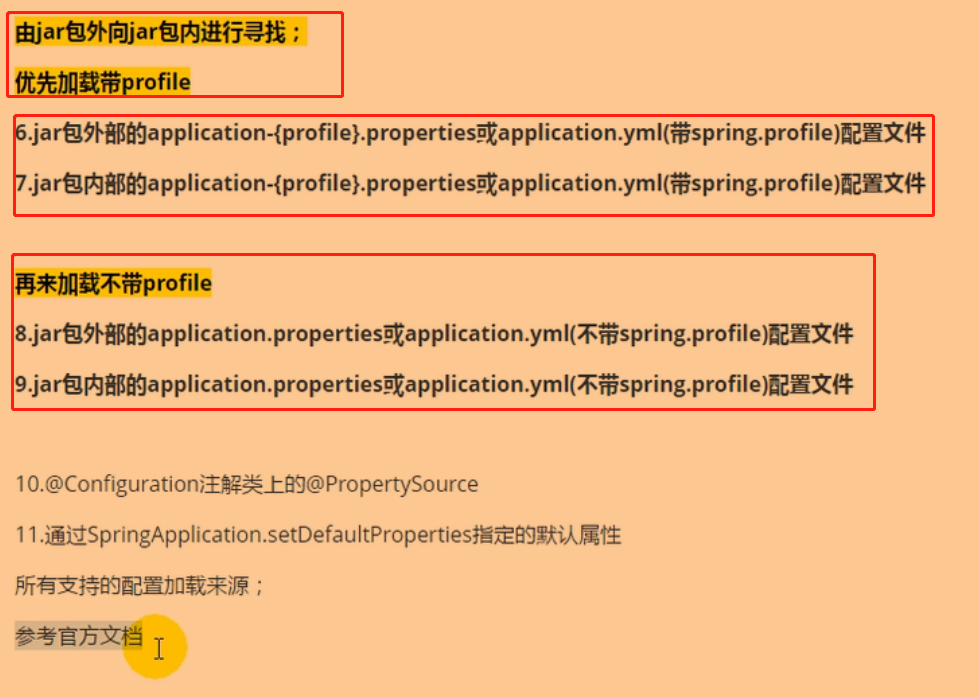 由jar包外向jar包内进行寻找；
优先加载带profile
6.jar包外部的application-{profile}.properties或application.yml(带spring.profile)配置文件
7.jar包内部的application-{profile}.properties或application.yml(带spring.profile)配置文件
再来加载不带profile
8.jar包外部的application.properties或application.yml(不带spring.profile)配置文件
9.jar包内部的application.properties或application.yml(不带spring.profile)配置文件
10.@Configuration注解类上的@PropertySource
11.通过SpringApplication.setDefaultProperties指定的默认属性
所有支持的配置加载来源；
参考官方文档